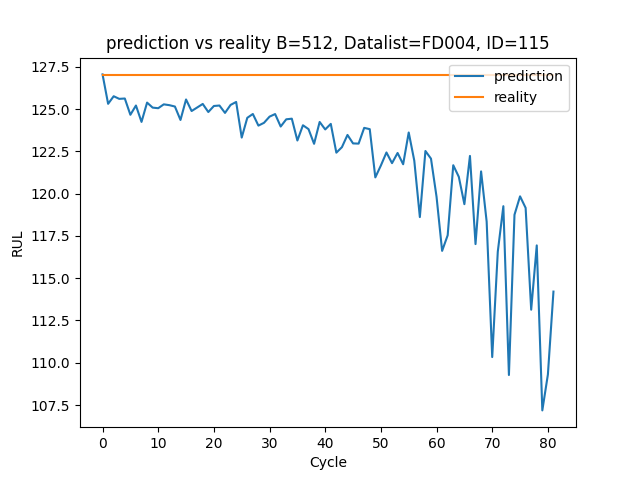 prediction vs reality B=512, Datalist=FD004, ID=115
127.5
125.0
122.5
120.0
117.5
115.0
112.5
110.0
107.5
RUL
prediction
reality
0 10 20 30 40 50 60 70 80
Cycle